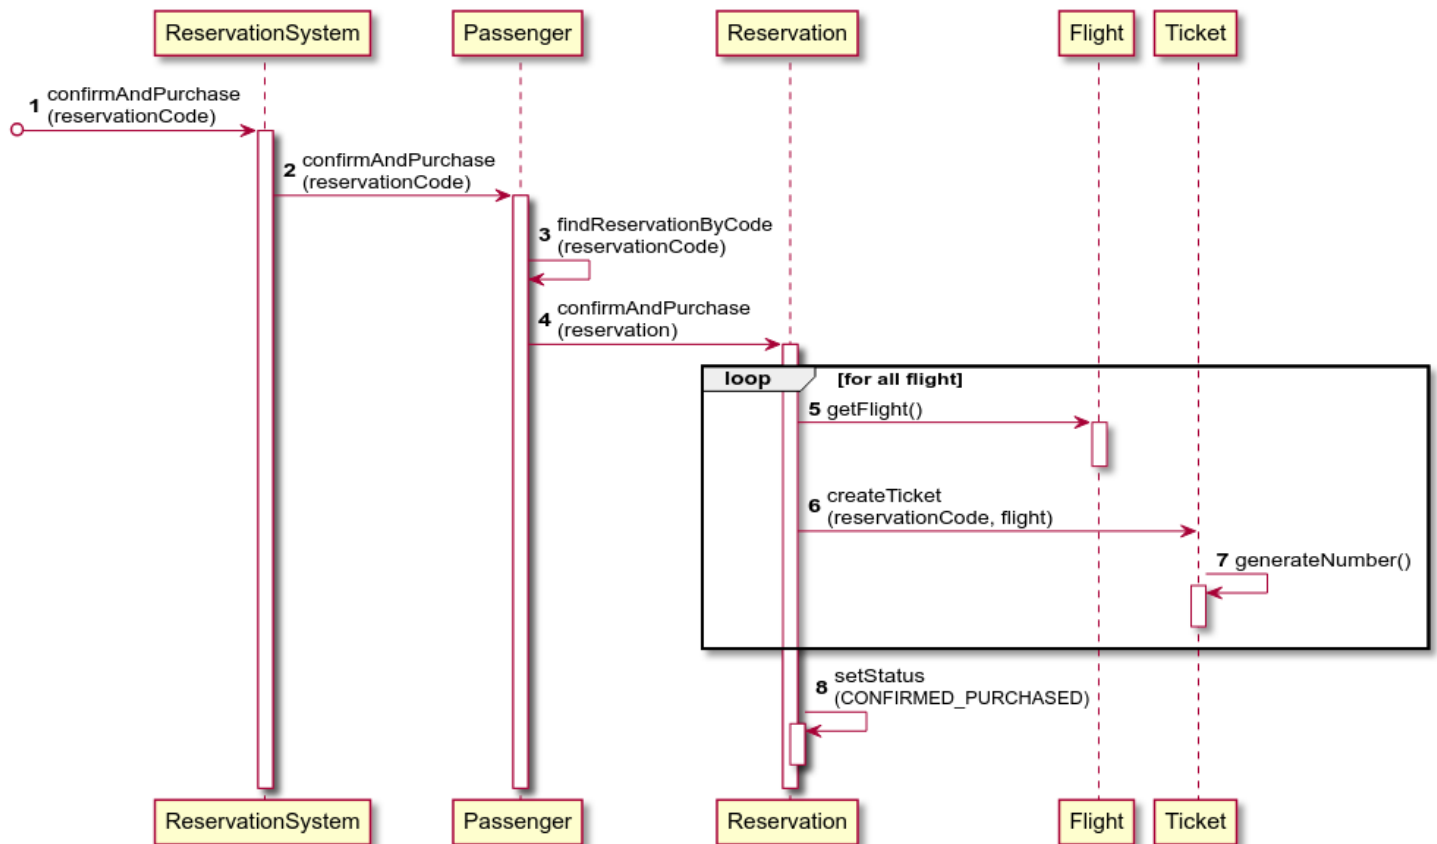 ReservationSystem
Passenger
Reservation
Flight
Ticket
1 confirmAndPurchase
(reservationCode)
2 confirmAndPurchase
(reservationCode)
3 findReservationByCode
(reservationCode)
4 confirmAndPurchase
(reservation)
loop [for all flight]
5 getFlight()
6 createTicket
(reservationCode, flight)
7 generateNumber()
8 setStatus
(CONFIRMED_PURCHASED)
ReservationSystem
Passenger
Reservation
Flight
Ticket